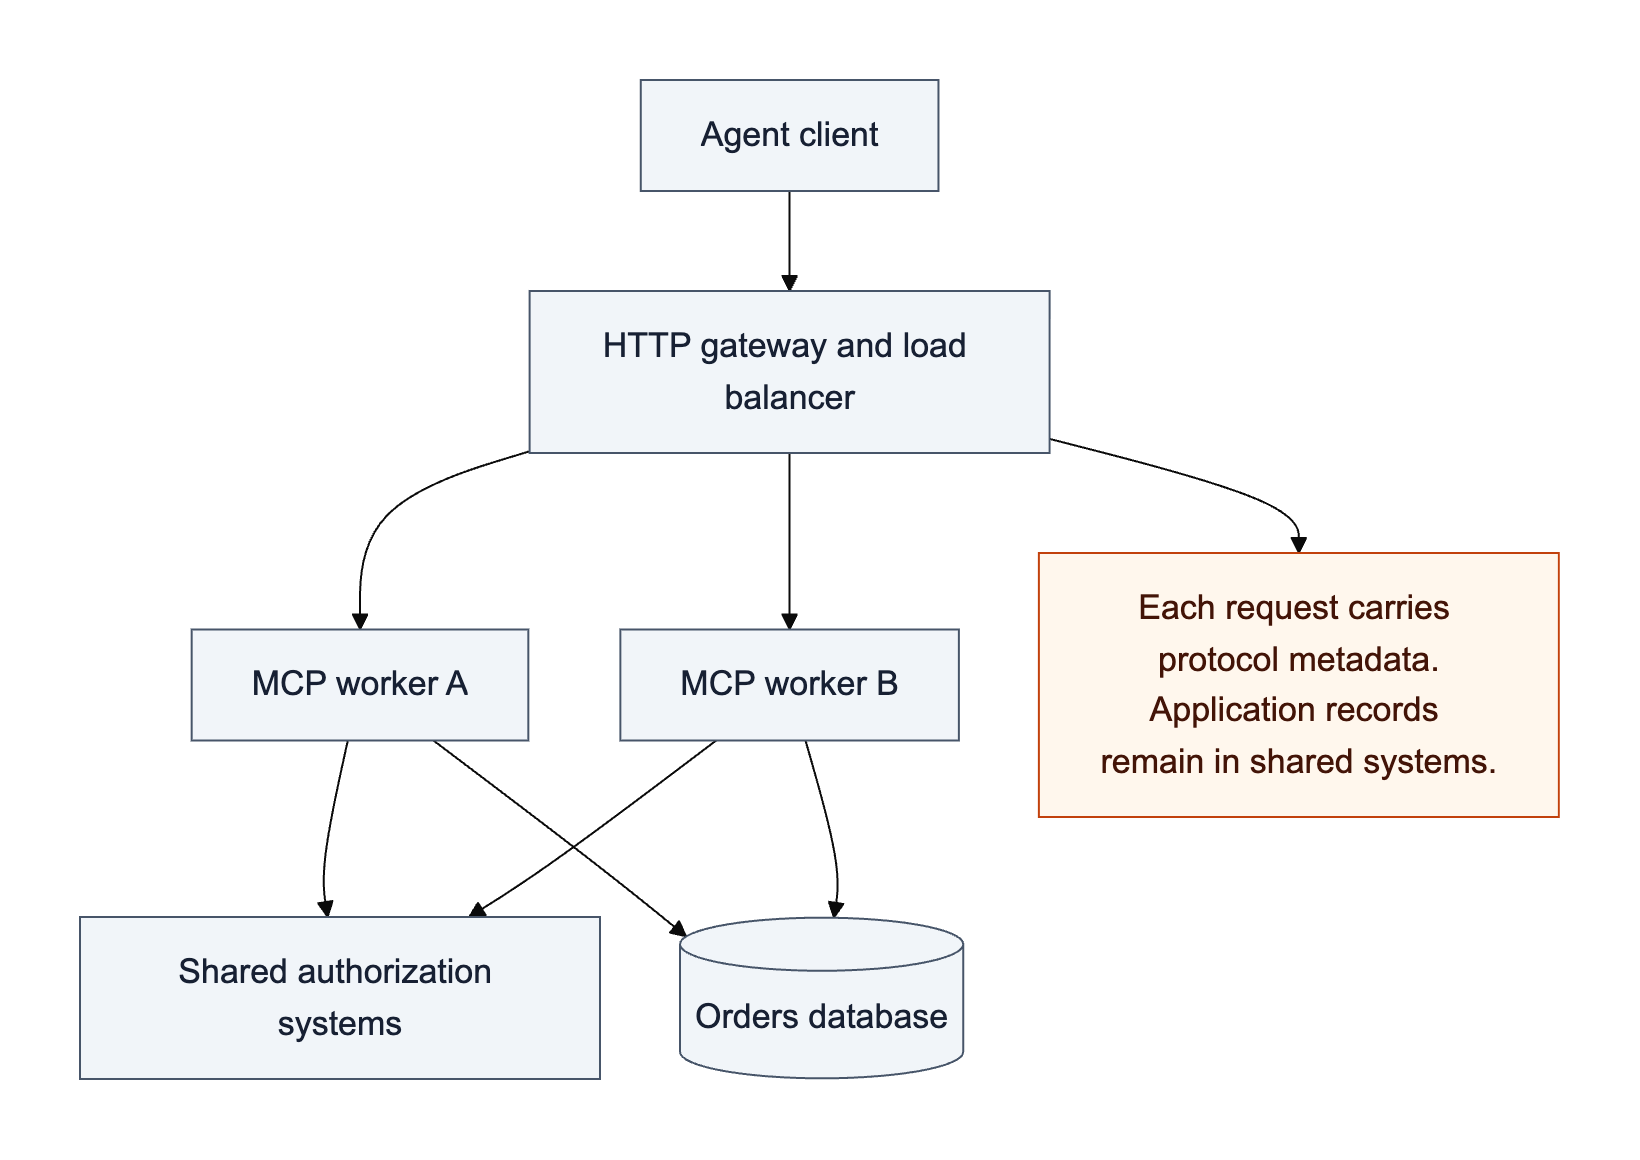 Agent client
HTTP gateway and load
balancer
MCP worker A
MCP worker B
Each request carries
protocol metadata.
Application records
remain in shared systems.
Shared authorization
systems
Orders database